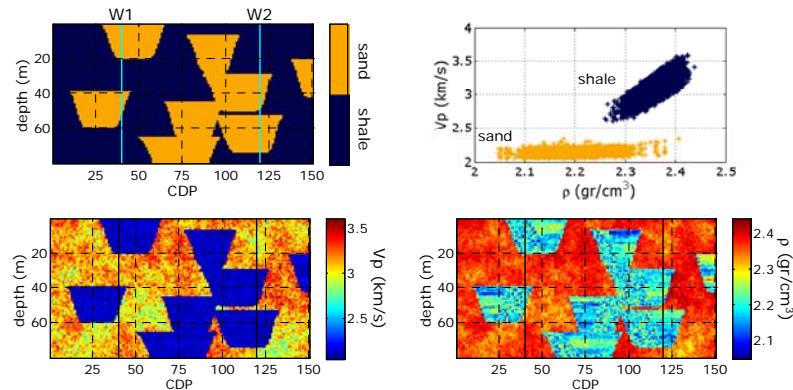 W1 W2
20
40
60
depth (m)
25 50 75 100 125 150
CDP
sand
shale
4
3.5
3
2.5
2
Vp (km/s)
shale
sand
2 2.1 2.2 2.3 2.4 2.5
ρ (gr/cm³)
20
40
60
depth (m)
25 50 75 100 125 150
CDP
3.5
3
2.5
Vp
(km/s)
20
40
60
depth (m)
0 25 50 75 100 125 150
CDP
2.4
2.3
2.2
2.1
ρ
(gr/cm³)